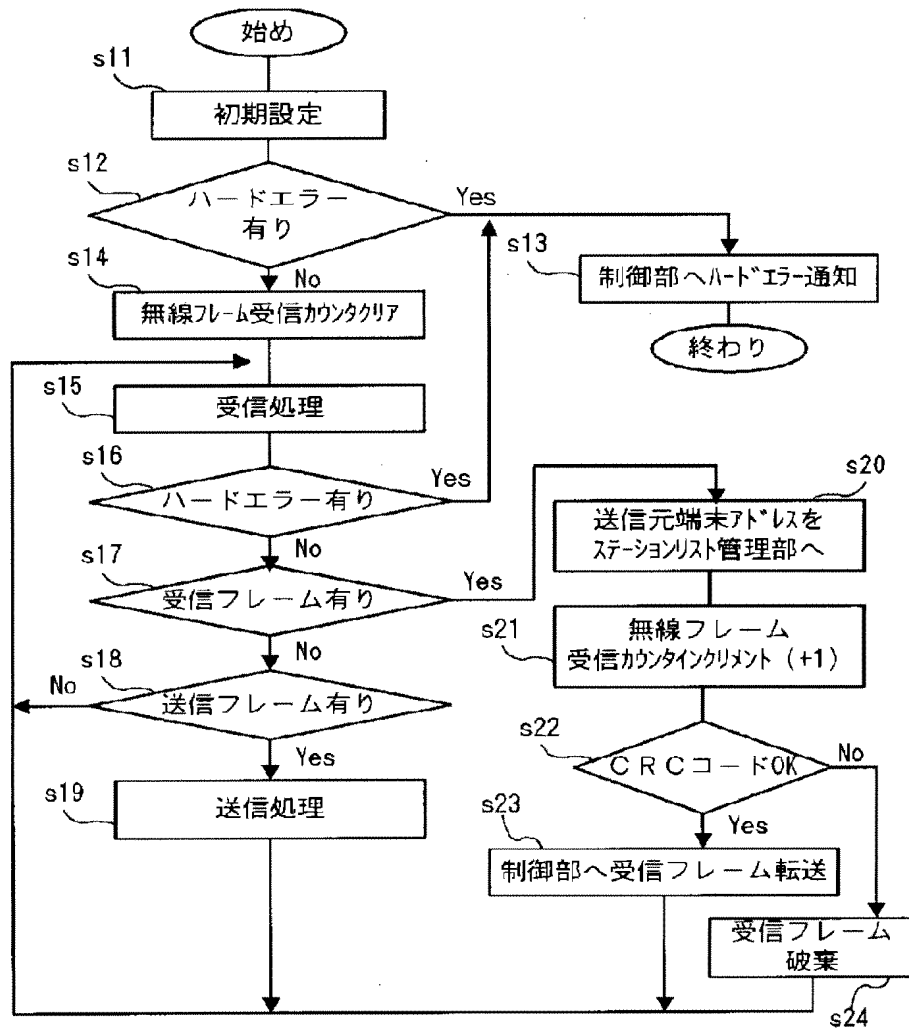 始め
s11
初期設定
s12
ハードエラー
有り
Yes
No
s13
制御部へﾊｰﾄﾞｴﾗｰ通知
終わり
s14
無線ﾌﾚｰﾑ受信ｶｳﾝﾀｸﾘｱ
s15
受信処理
s16
ハードエラー有り
Yes
No
s17
受信フレーム有り
Yes
No
s18
送信フレーム有り
No
Yes
s19
送信処理
s20
送信元端末ｱﾄﾞﾚｽを
ｽﾃｰｼｮﾝﾘｽﾄ管理部へ
s21
無線フレーム
受信ｶｳﾝﾀｲﾝｸﾘﾒﾝﾄ (+1)
s22
CRCコードOK
No
Yes
s23
制御部へ受信フレーム転送
受信フレーム
破棄
s24